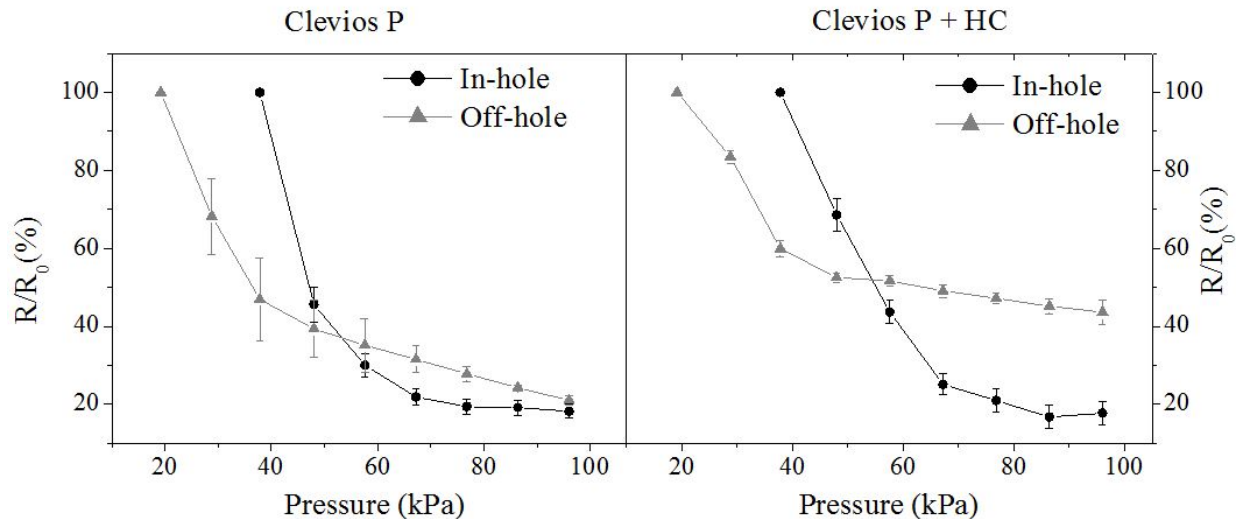 Clevios P
Clevios P + HC
In-hole
Off-hole
In-hole
Off-hole
100
80
60
40
20
R/R0(%)
100
80
60
40
20
R/R0(%)
20 40 60 80 100
20 40 60 80 100
Pressure (kPa)
Pressure (kPa)